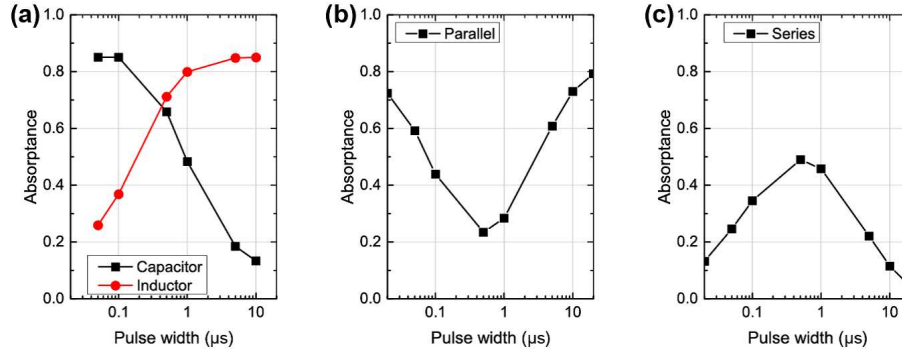 (a)
1.0
0.8
0.6
0.4
0.2
0.0
Absorptance
Capacitor
Inductor
0.1 1 10
Pulse width (μs)
(b)
1.0
0.8
0.6
0.4
0.2
0.0
Absorptance
Parallel
0.1 1 10
Pulse width (μs)
(c)
1.0
0.8
0.6
0.4
0.2
0.0
Absorptance
Series
0.1 1 10
Pulse width (μs)